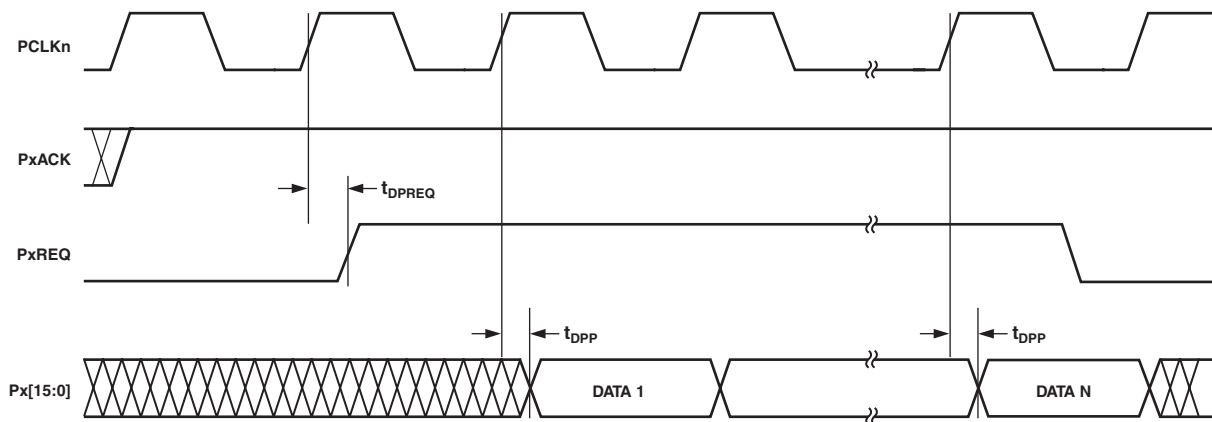 PCLKn
PxACK
tDPREQ
PxREQ
tDPP
tDPP
Px[15:0]
DATA 1
DATA N